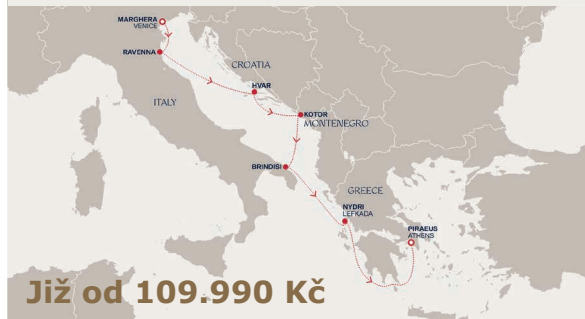 MARGHERA
VENICE
RAVENNA
CROATIA
HVAR
ITALY
KOTOR
MONTENEGRO
BRINDISI
GREECE
NYDRI
LEFKADA
PIRAEUS
ATHENS
Již od 109.990 Kč